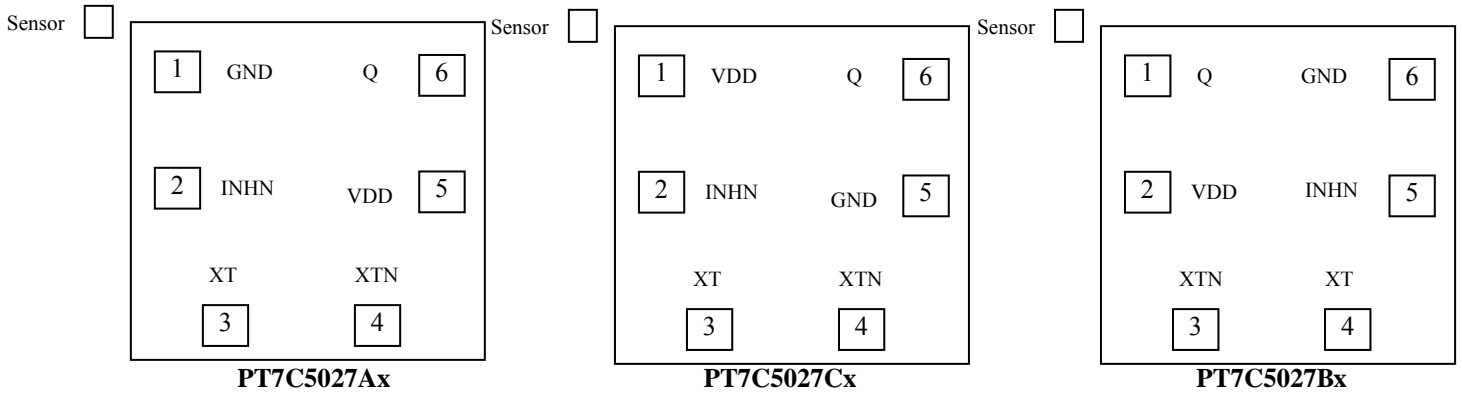 Sensor
1 GND Q 6
2 INHN VDD 5
XT XTN
3 4
PT7C5027Ax
Sensor
1 VDD Q 6
2 INHN GND 5
XT XTN
3 4
PT7C5027Cx
Sensor
1 Q GND 6
2 VDD INHN 5
XTN XT
3 4
PT7C5027Bx